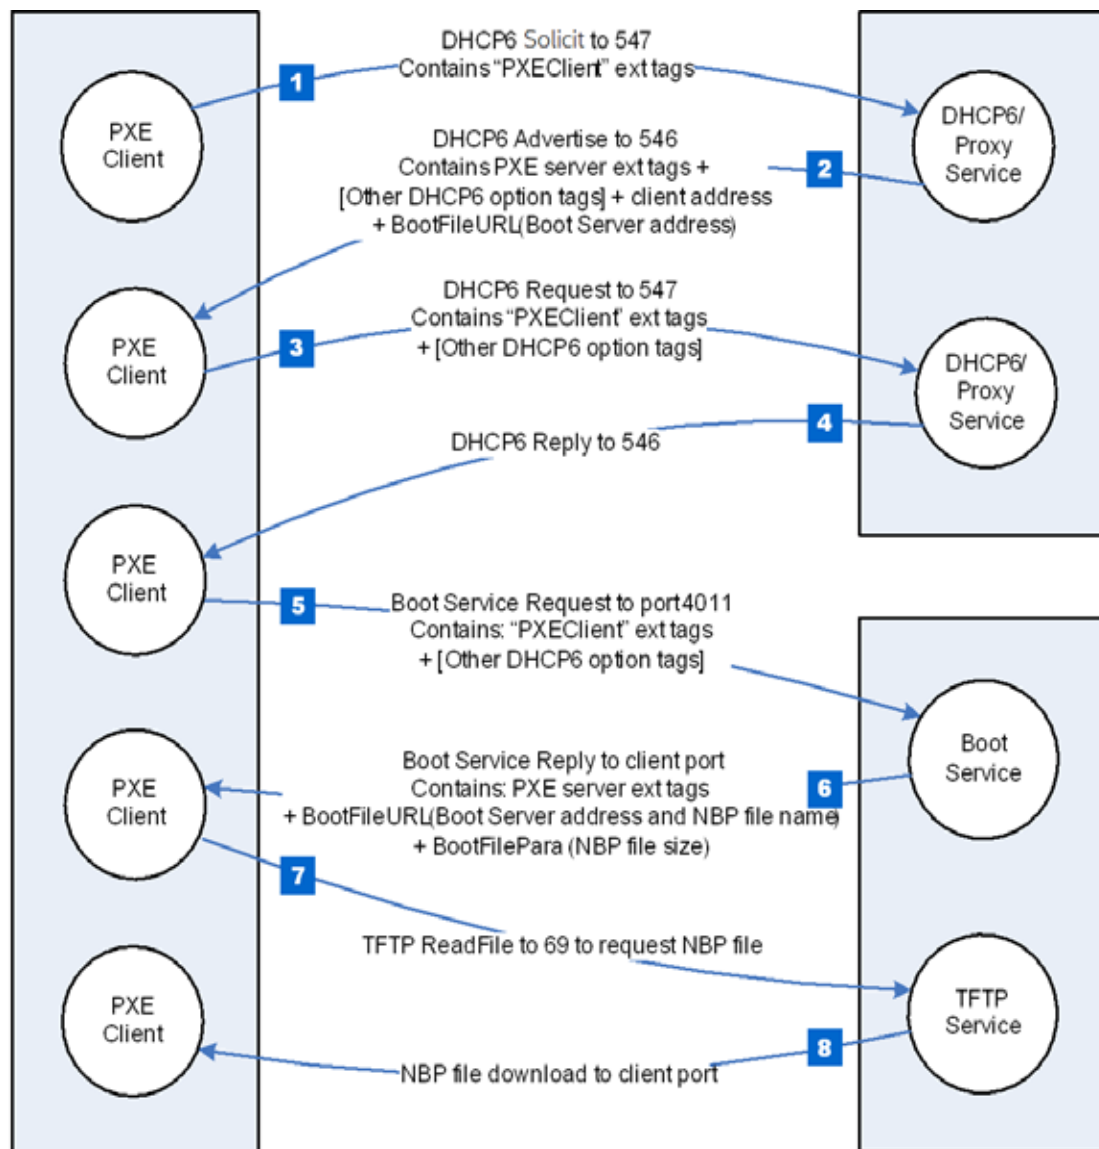 DHCP6 Solicit to 547
Contains "PXEClient" ext tags
1
PXE
Client
DHCP6/
Proxy
Service
DHCP6 Advertise to 546
Contains PXE server ext tags +
[Other DHCP6 option tags] + client address
+ BootFileURL(Boot Server address)
2
PXE
Client
DHCP6 Request to 547
Contains "PXEClient" ext tags
+ [Other DHCP6 option tags]
3
DHCP6/
Proxy
Service
4
DHCP6 Reply to 546
PXE
Client
5
Boot Service Request to port 4011
Contains: "PXEClient" ext tags
+ [Other DHCP6 option tags]
Boot
Service
PXE
Client
Boot Service Reply to client port
Contains: PXE server ext tags
+ BootFileURL(Boot Server address and NBP file name)
+ BootFilePara (NBP file size)
6
7
TFTP ReadFile to 69 to request NBP file
PXE
Client
TFTP
Service
8
NBP file download to client port